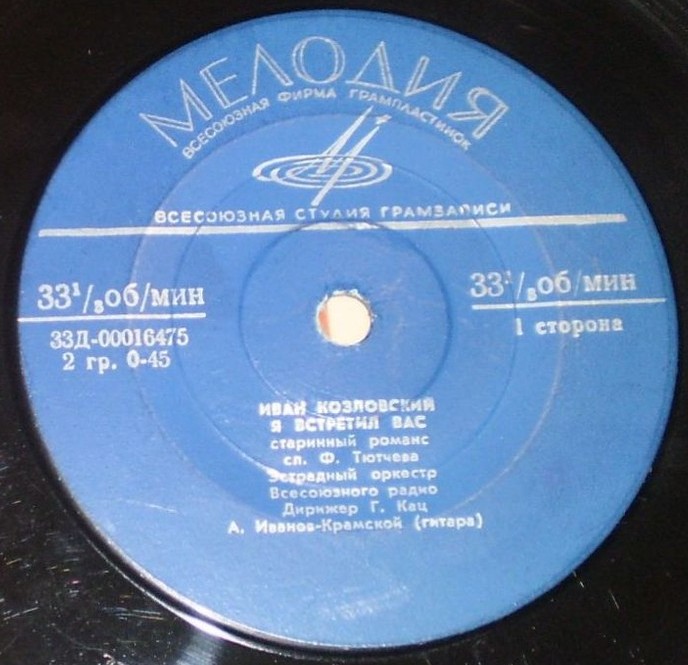 МЕЛОДИЯ
ВСЕСОЮЗНАЯ ФИРМА ГРАМПЛАСТИНОК
ВСЕСОЮЗНАЯ СТУДИЯ ГРАМЗАПИСИ
33¹/₃об/мин
33¹/₃об/мин
33Д-00016475
1 сторона
2 гр. 0-45
ИВАН КОЗЛОВСКИЙ
Я ВСТРЕТИЛ ВАС
старинный романс
сл. Ф. Тютчева
Эстрадный оркестр
Всесоюзного радио
Дирижер Г. Кац
А. Иванов-Крамской (гитара)